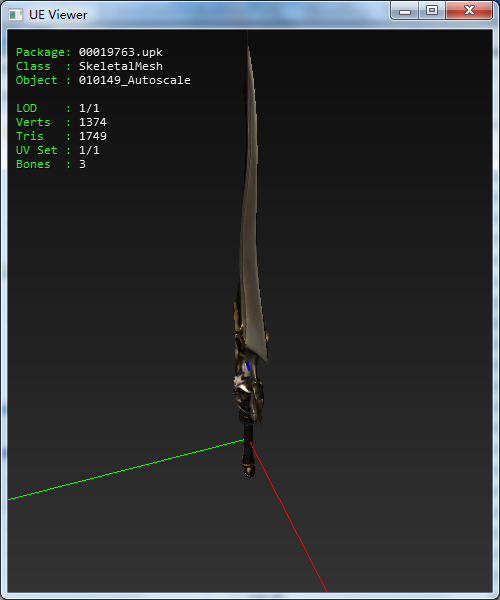 UE Viewer
Package: 00019763.upk
Class : SkeletalMesh
Object : 010149_Autoscale
LOD : 1/1
Verts : 1374
Tris : 1749
UV Set : 1/1
Bones : 3